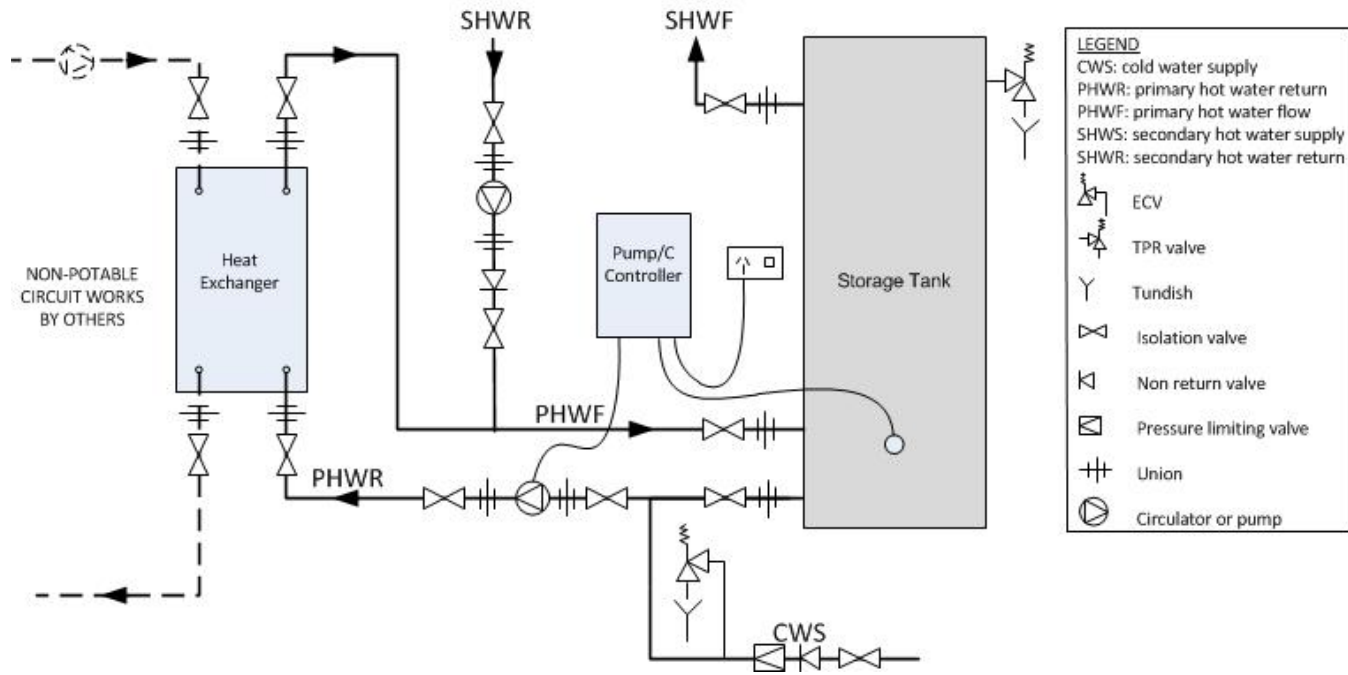 SHWR
SHWF
LEGEND
CWS: cold water supply
PHWR: primary hot water return
PHWF: primary hot water flow
SHWS: secondary hot water supply
SHWR: secondary hot water return
ECV
TPR valve
Tundish
Isolation valve
Non return valve
Pressure limiting valve
Union
Circulator or pump
NON-POTABLE
CIRCUIT WORKS
BY OTHERS
Heat
Exchanger
Pump/C
Controller
Storage Tank
PHWF
PHWR
CWS